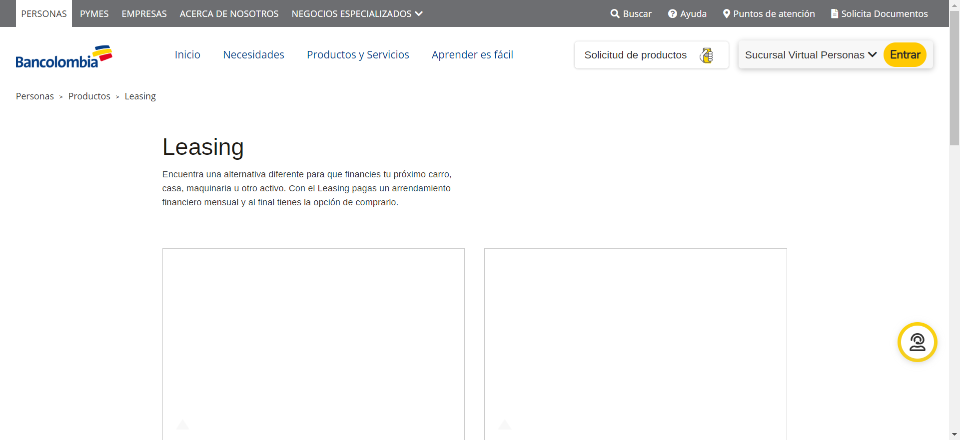 PERSONAS PYMES EMPRESAS ACERCA DE NOSOTROS NEGOCIOS ESPECIALIZADOS Buscar Ayuda Puntos de atención Solicita Documentos
Bancolombia Inicio Necesidades Productos y Servicios Aprender es fácil Solicitud de productos Sucursal Virtual Personas Entrar
Personas > Productos > Leasing
Leasing
Encuentra una alternativa diferente para que financies tu próximo carro,
casa, maquinaria u otro activo. Con el Leasing pagas un arrendamiento
financiero mensual y al final tienes la opción de comprarlo.